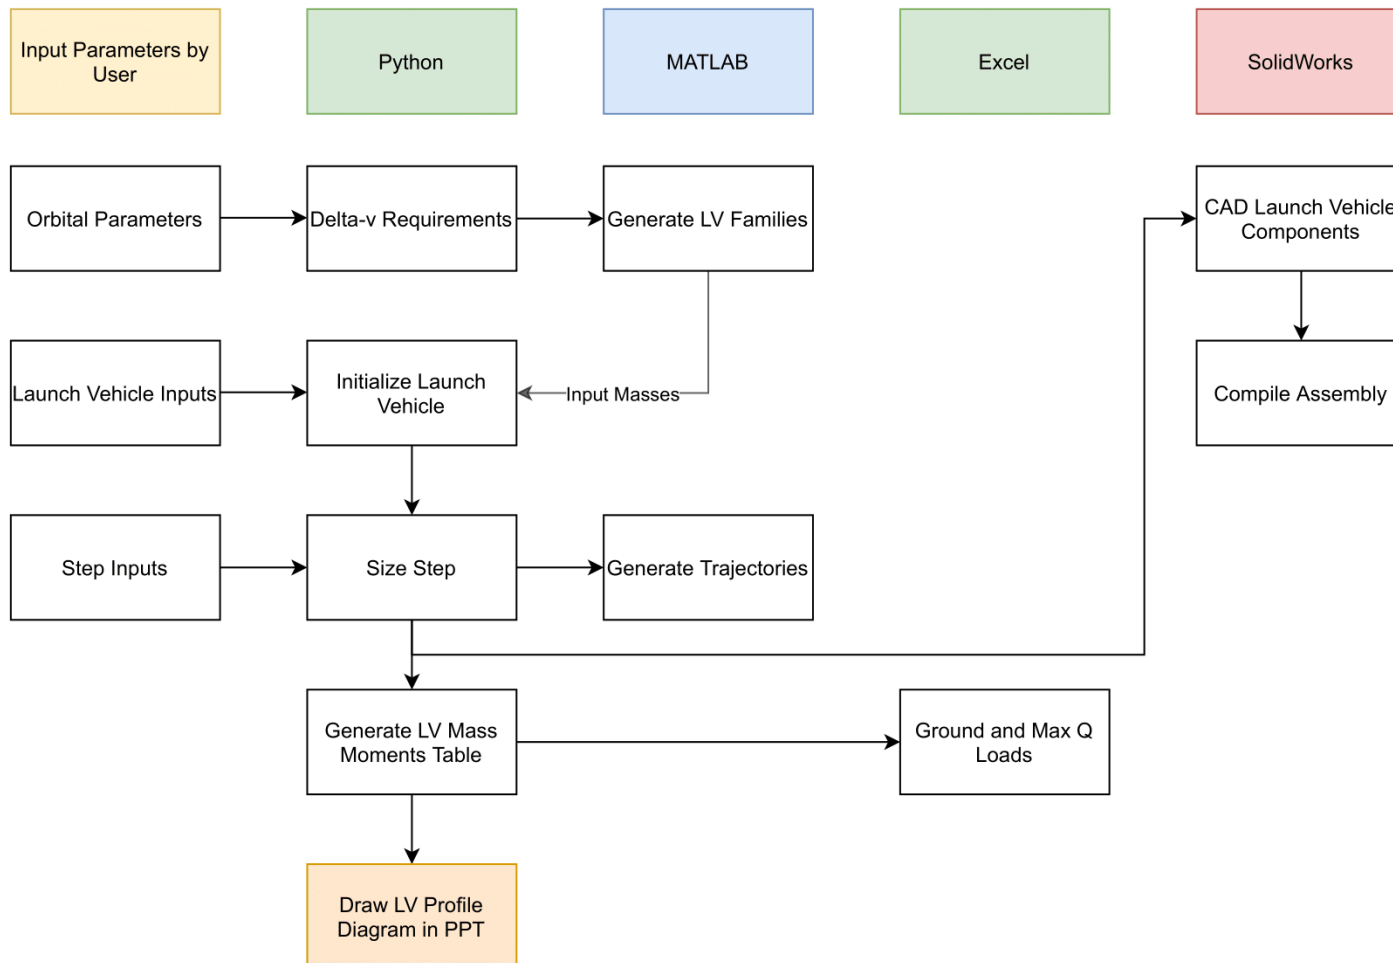 Input Parameters by
User
Python
MATLAB
Excel
SolidWorks
Orbital Parameters
Delta-v Requirements
Generate LV Families
CAD Launch Vehicle
Components
Launch Vehicle Inputs
Initialize Launch
Vehicle
Input Masses
Compile Assembly
Step Inputs
Size Step
Generate Trajectories
Generate LV Mass
Moments Table
Ground and Max Q
Loads
Draw LV Profile
Diagram in PPT